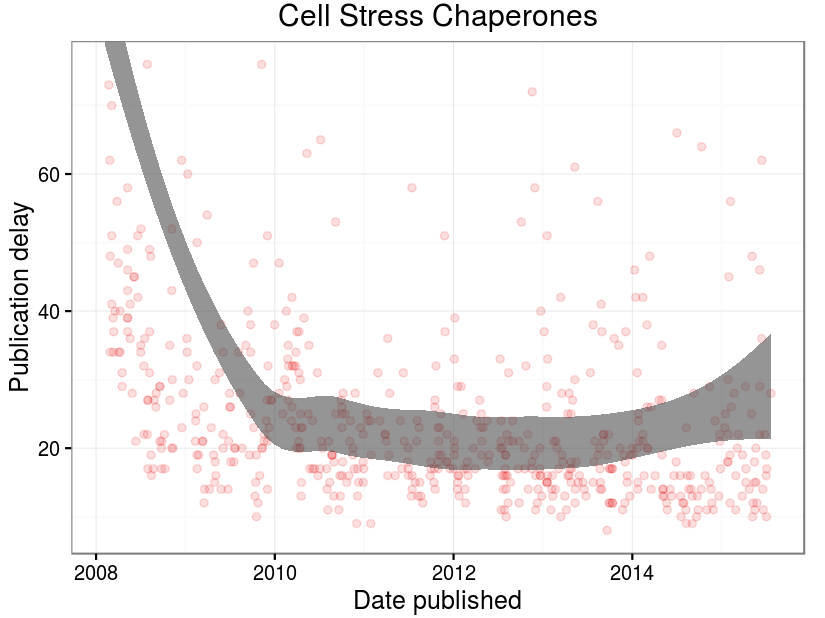 Cell Stress Chaperones
Publication delay
60
40
20
2008 2010 2012 2014
Date published